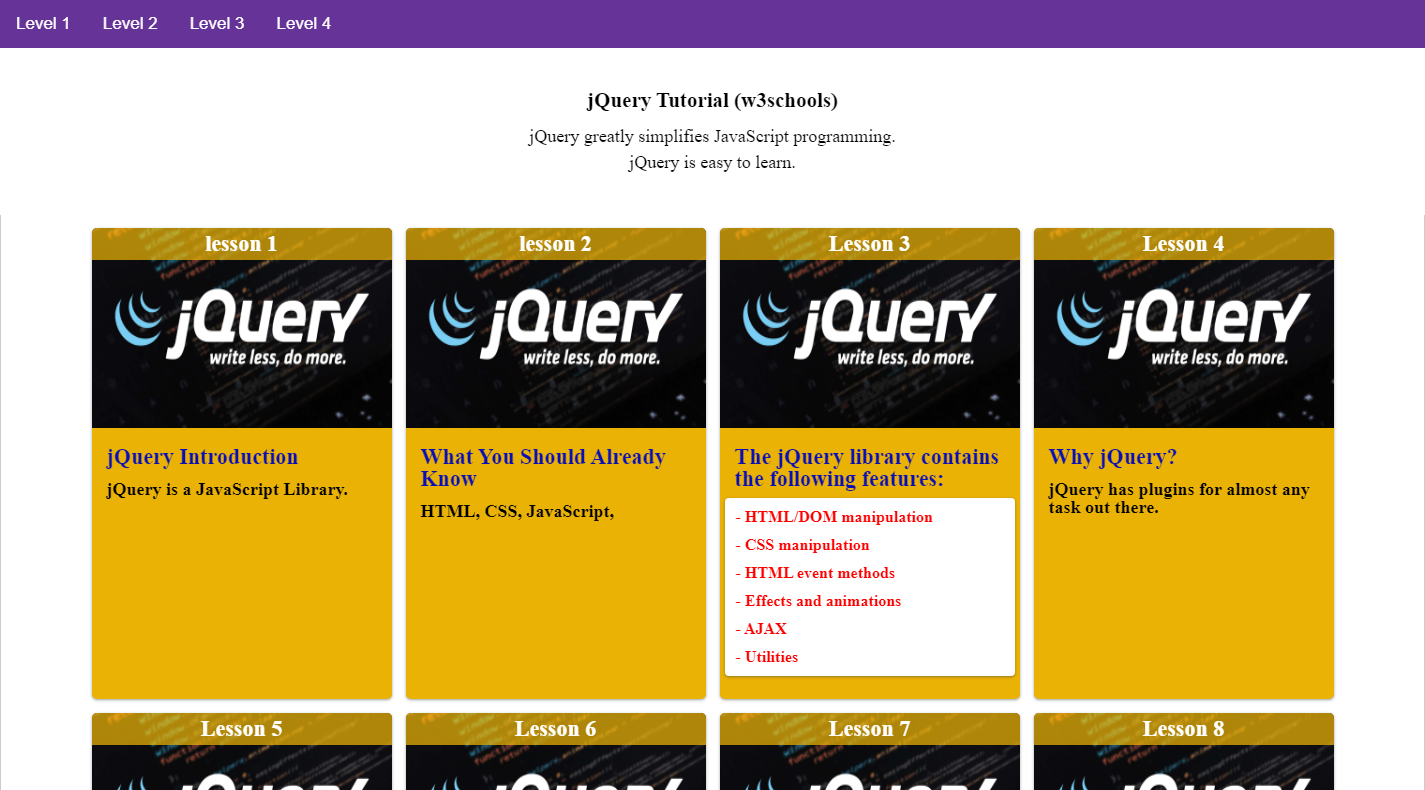 Level 1 Level 2 Level 3 Level 4
jQuery Tutorial (w3schools)
jQuery greatly simplifies JavaScript programming.
jQuery is easy to learn.
lesson 1
jQuery
write less, do more.
jQuery Introduction
jQuery is a JavaScript Library.
lesson 2
jQuery
write less, do more.
What You Should Already
Know
HTML, CSS, JavaScript,
Lesson 3
jQuery
write less, do more.
The jQuery library contains
the following features:
- HTML/DOM manipulation
- CSS manipulation
- HTML event methods
- Effects and animations
- AJAX
- Utilities
Lesson 4
jQuery
write less, do more.
Why jQuery?
jQuery has plugins for almost any
task out there.
Lesson 5
Lesson 6
Lesson 7
Lesson 8